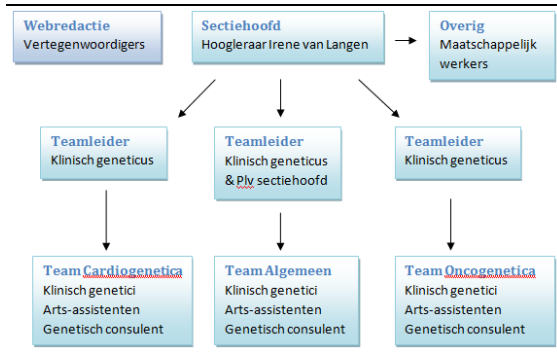 Webredactie
Vertegenwoordigers
Sectiehoofd
Hoogleraar Irene van Langen
Overig
Maatschappelijk
werkers
Teamleider
Klinisch geneticus
Teamleider
Klinisch geneticus
& Plv sectiehoofd
Teamleider
Klinisch geneticus
Team Cardiogenetica
Klinisch genetici
Arts-assistenten
Genetisch consulent
Team Algemeen
Klinisch genetici
Arts-assistenten
Genetisch consulent
Team Oncogenetica
Klinisch genetici
Arts-assistenten
Genetisch consulent